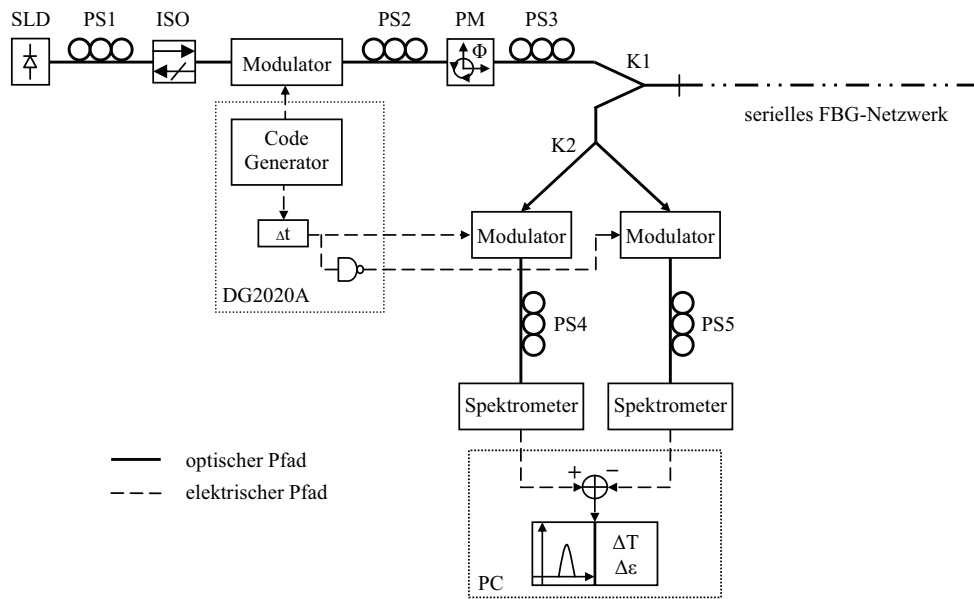 SLD
PS1
ISO
Modulator
PS2
PM
Φ
PS3
K1
serielles FBG-Netzwerk
Code
Generator
Δt
DG2020A
K2
Modulator
Modulator
PS4
PS5
Spektrometer
Spektrometer
optischer Pfad
elektrischer Pfad
+
−
ΔT
Δε
PC